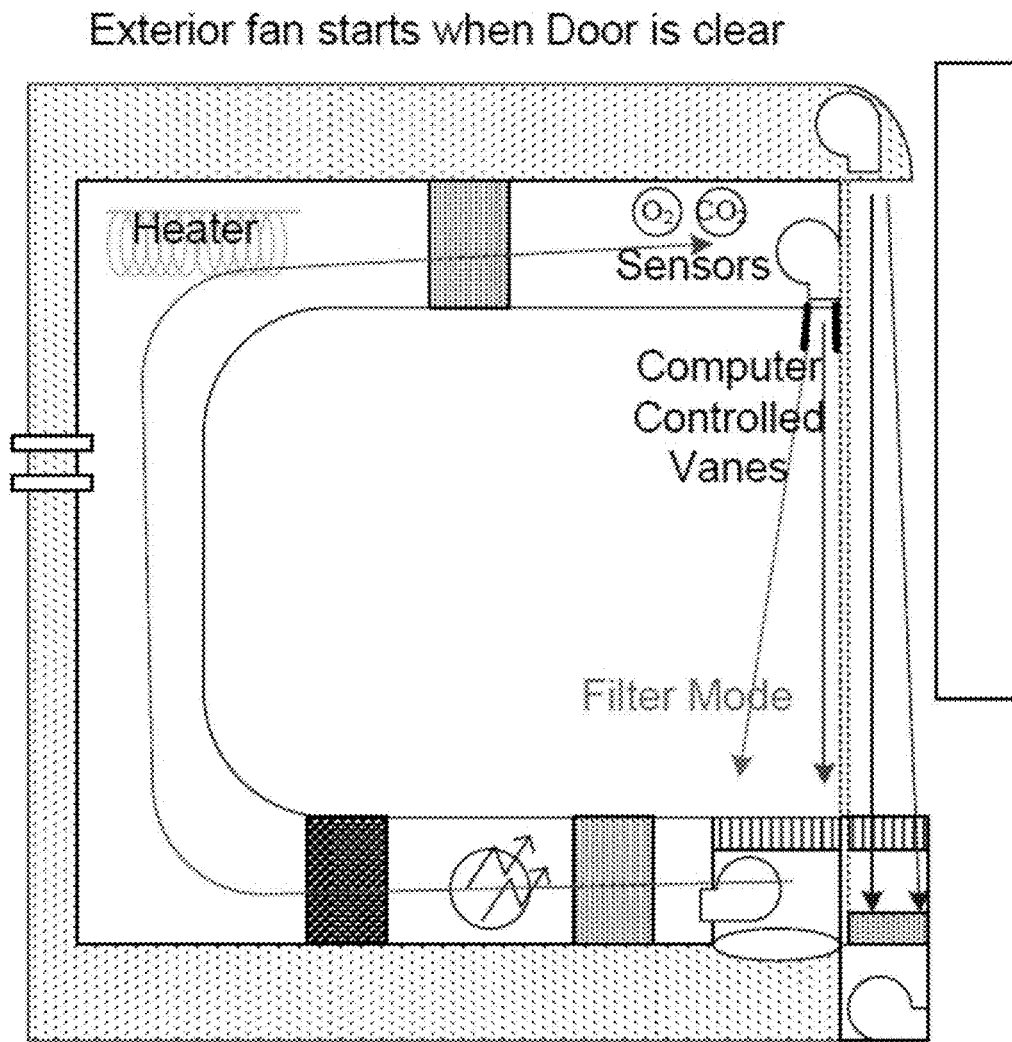 Exterior fan starts when Door is clear
Heater
O₂ CO₂
Sensors
Computer
Controlled
Vanes
Filter Mode